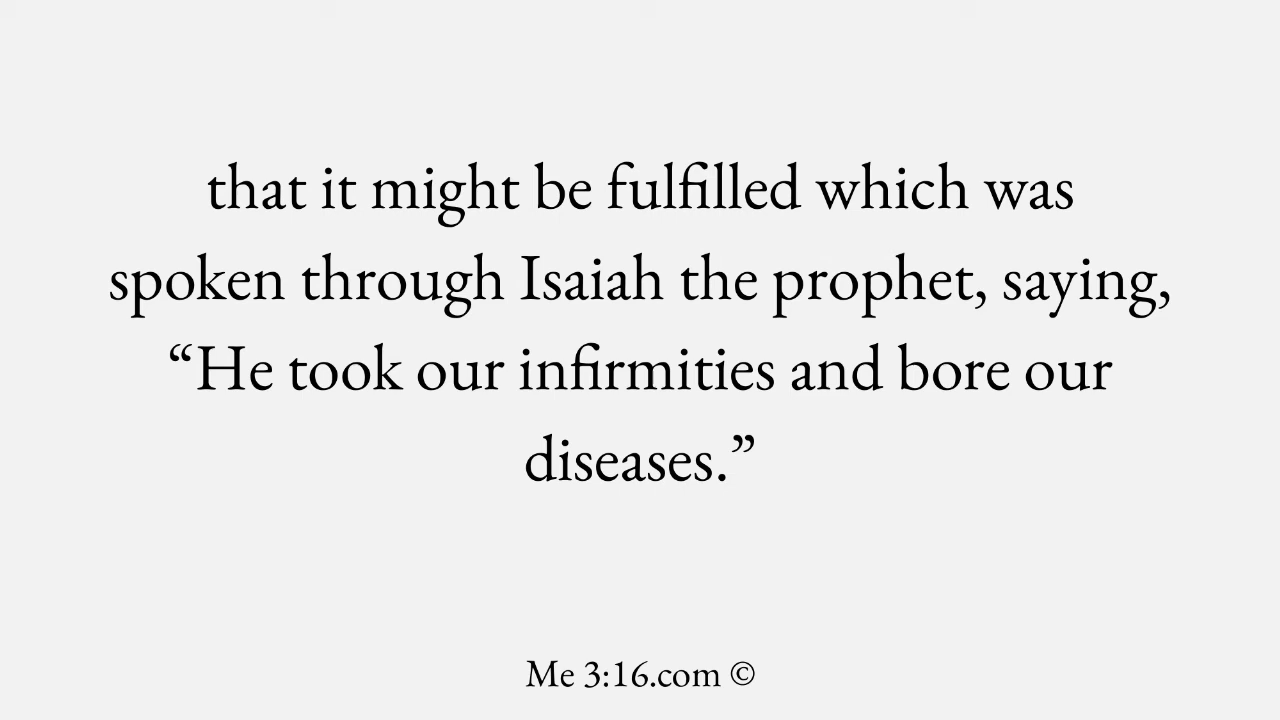 that it might be fulfilled which was
spoken through Isaiah the prophet, saying,
“He took our infirmities and bore our
diseases.”
Me 3:16.com ©